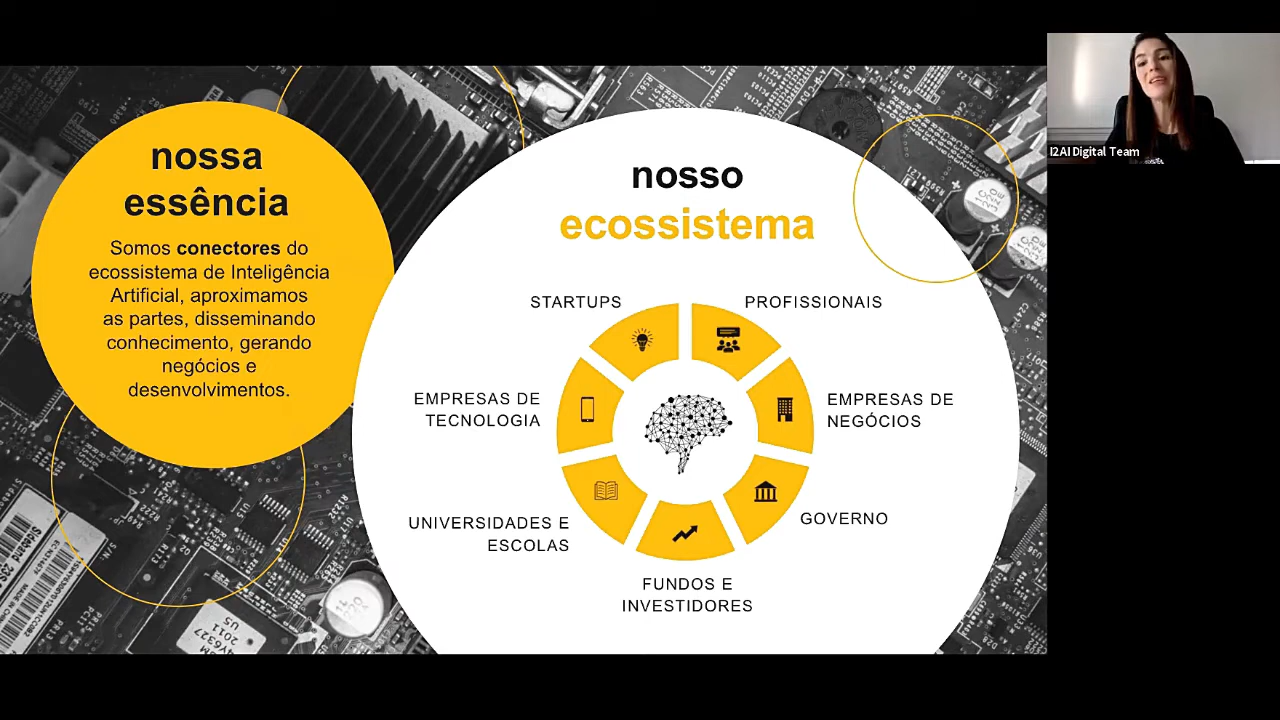 nossa
essência
Somos conectores do
ecossistema de Inteligência
Artificial, aproximamos
as partes, disseminando
conhecimento, gerando
negócios e
desenvolvimentos.
nosso
ecossistema
STARTUPS
PROFISSIONAIS
EMPRESAS DE
TECNOLOGIA
EMPRESAS DE
NEGÓCIOS
UNIVERSIDADES E
ESCOLAS
GOVERNO
FUNDOS E
INVESTIDORES
I2AI Digital Team